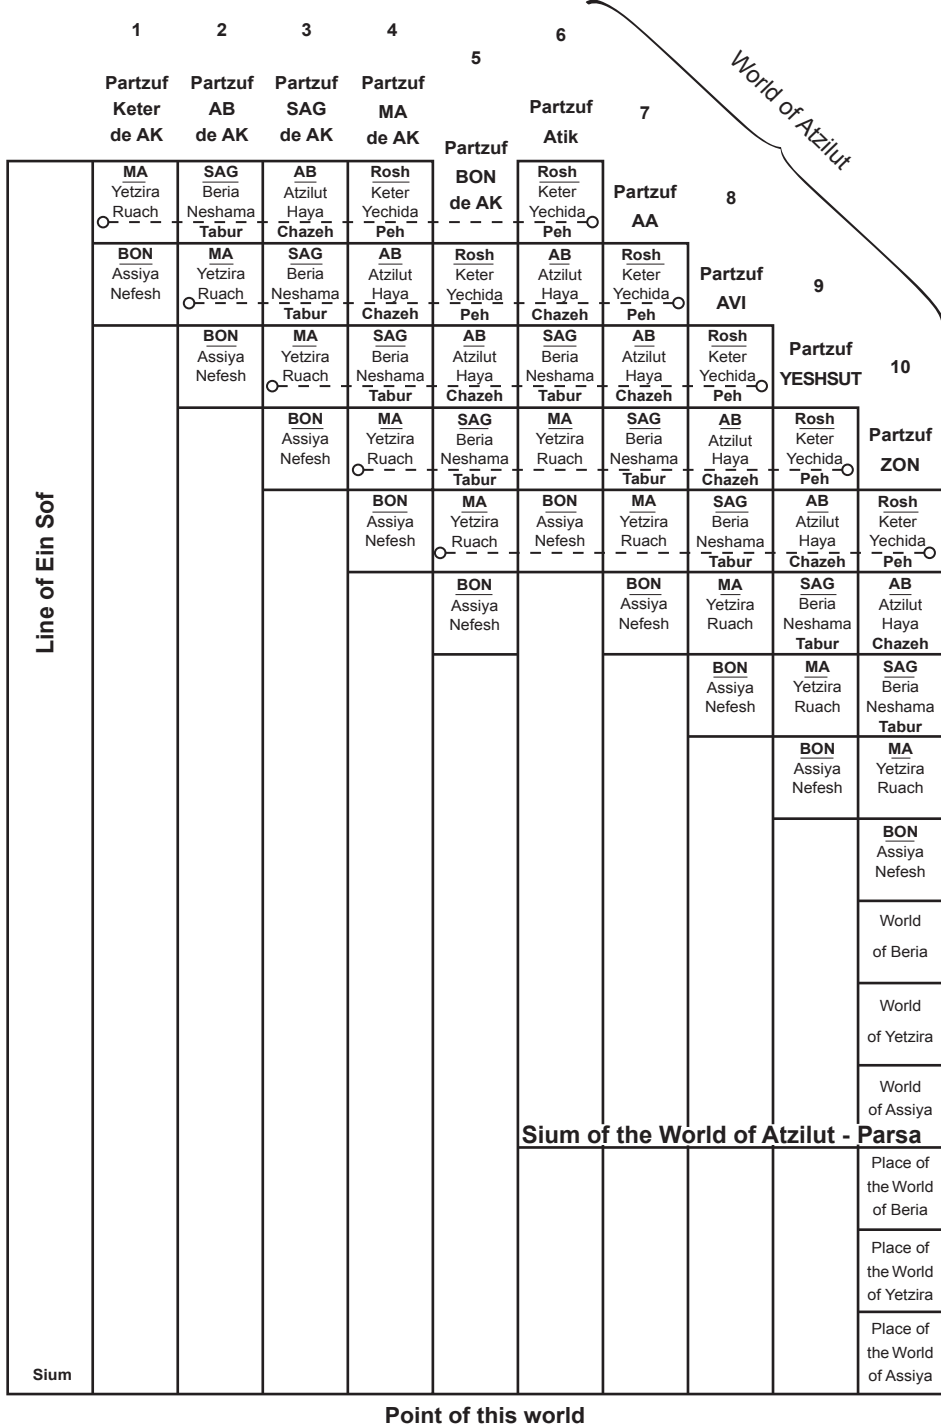 1 2 3 4 6
5
World of Atzilut
Partzuf Partzuf Partzuf Partzuf
Keter AB SAG MA Partzuf 7
de AK de AK de AK de AK Atik
Partzuf
BON
de AK
MA SAG AB Rosh Rosh
Yetzira Beria Atzilut Keter Keter Partzuf 8
Ruach Neshama Haya Yechida Yechida AA
Tabur Chazeh Peh Peh
BON MA SAG AB Rosh AB Rosh
Assiya Yetzira Beria Atzilut Keter Atzilut Keter Partzuf 9
Nefesh Ruach Neshama Haya Yechida Haya Yechida AVI
Tabur Chazeh Peh Chazeh Peh
BON MA SAG AB SAG AB Rosh
Assiya Yetzira Beria Atzilut Beria Atzilut Keter Partzuf 10
Nefesh Ruach Neshama Haya Neshama Haya Yechida YESHSUT
Tabur Chazeh Tabur Chazeh Peh
BON MA SAG MA SAG AB Rosh
Assiya Yetzira Beria Yetzira Beria Atzilut Keter Partzuf
Nefesh Ruach Neshama Ruach Neshama Haya Yechida ZON
Tabur Tabur Chazeh Peh
Line of Ein Sof
BON MA BON MA SAG AB Rosh
Assiya Yetzira Assiya Yetzira Beria Atzilut Keter
Nefesh Ruach Nefesh Ruach Neshama Haya Yechida
Tabur Chazeh Peh
BON BON MA SAG AB
Assiya Assiya Yetzira Beria Atzilut
Nefesh Nefesh Ruach Neshama Haya
Tabur Chazeh
BON MA SAG
Assiya Yetzira Beria
Nefesh Ruach Neshama
Tabur
BON MA
Assiya Yetzira
Nefesh Ruach
BON
Assiya
Nefesh
World
of Beria
World
of Yetzira
World
of Assiya
Sium of the World of Atzilut - Parsa
Place of
the World
of Beria
Place of
the World
of Yetzira
Place of
the World
Sium of Assiya
Point of this world